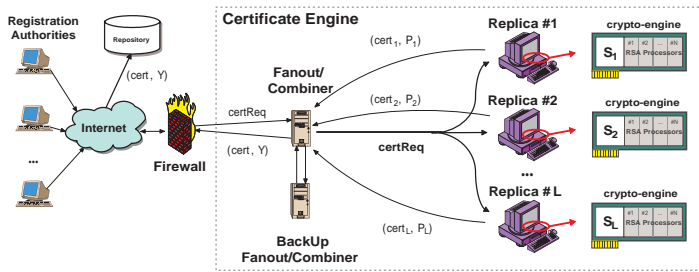 Registration
Authorities
Repository
(cert, Y)
Internet
...
Firewall
certReq
(cert, Y)
Certificate Engine
Fanout/
Combiner
BackUp
Fanout/Combiner
(cert1, P1)
(cert2, P2)
certReq
(certL, PL)
Replica #1
Replica #2
...
Replica # L
crypto-engine
S1
#1 #2 ... #N
RSA Processors
crypto-engine
S2
#1 #2 ... #N
RSA Processors
crypto-engine
SL
#1 #2 ... #N
RSA Processors